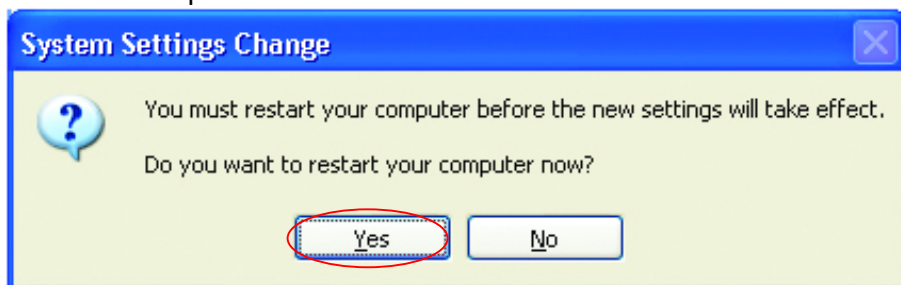 System Settings Change
You must restart your computer before the new settings will take effect.
Do you want to restart your computer now?
Yes No